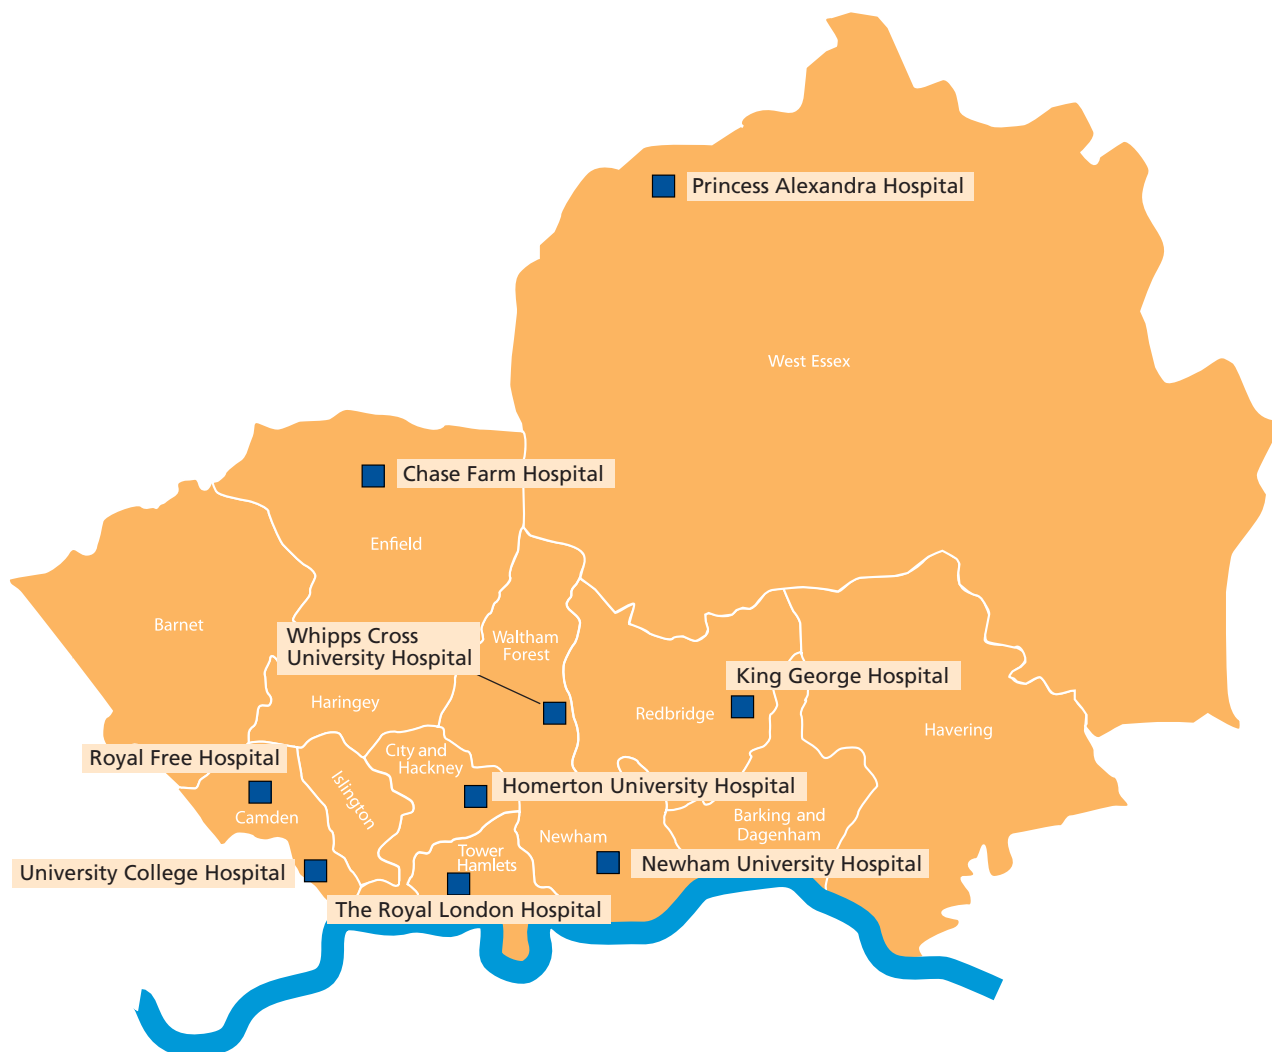 Princess Alexandra Hospital
West Essex
Chase Farm Hospital
Enfield
Barnet
Whipps Cross
University Hospital
Waltham
Forest
King George Hospital
Haringey
Redbridge
Havering
Royal Free Hospital
City and
Hackney
Islington
Homerton University Hospital
Camden
Barking and
Dagenham
Newham
Tower
Hamlets
Newham University Hospital
University College Hospital
The Royal London Hospital